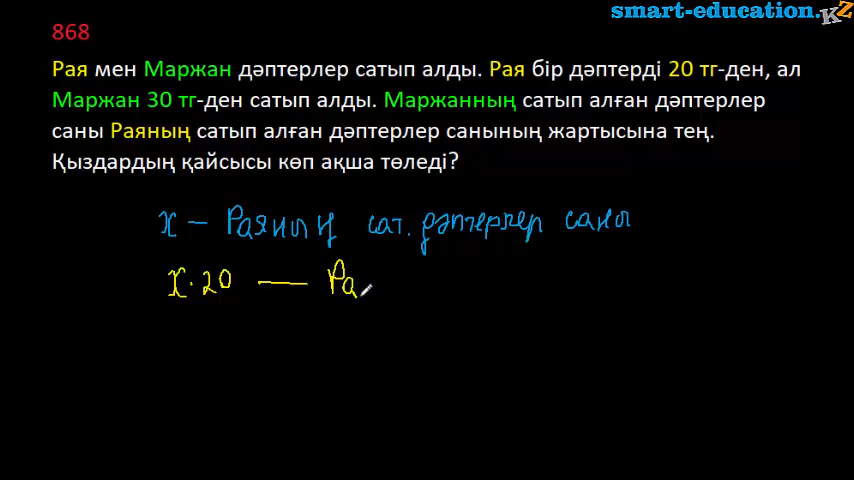 smart-education.KZ
868
Рая мен Маржан дәптерлер сатып алды. Рая бір дәптерді 20 тг-ден, ал
Маржан 30 тг-ден сатып алды. Маржанның сатып алған дәптерлер
саны Раяның сатып алған дәптерлер санының жартысына тең.
Қыздардың қайсысы көп ақша төледі?
x — Раяның сат. дәптерлер саны
x · 20 — Ра